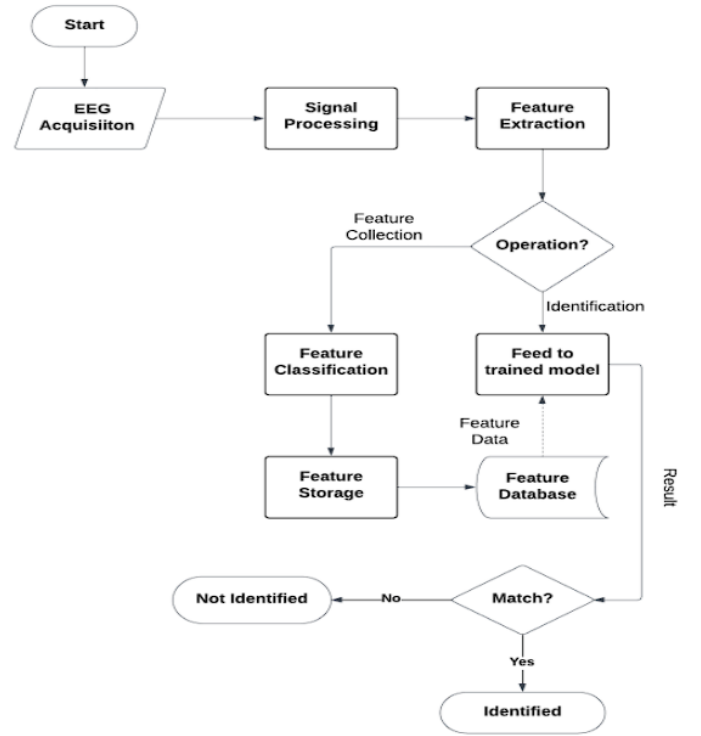 Start
EEG
Acquisiiton
Signal
Processing
Feature
Extraction
Feature
Collection
Operation?
Identification
Feature
Classification
Feed to
trained model
Feature
Data
Feature
Storage
Feature
Database
Result
Not Identified
No
Match?
Yes
Identified